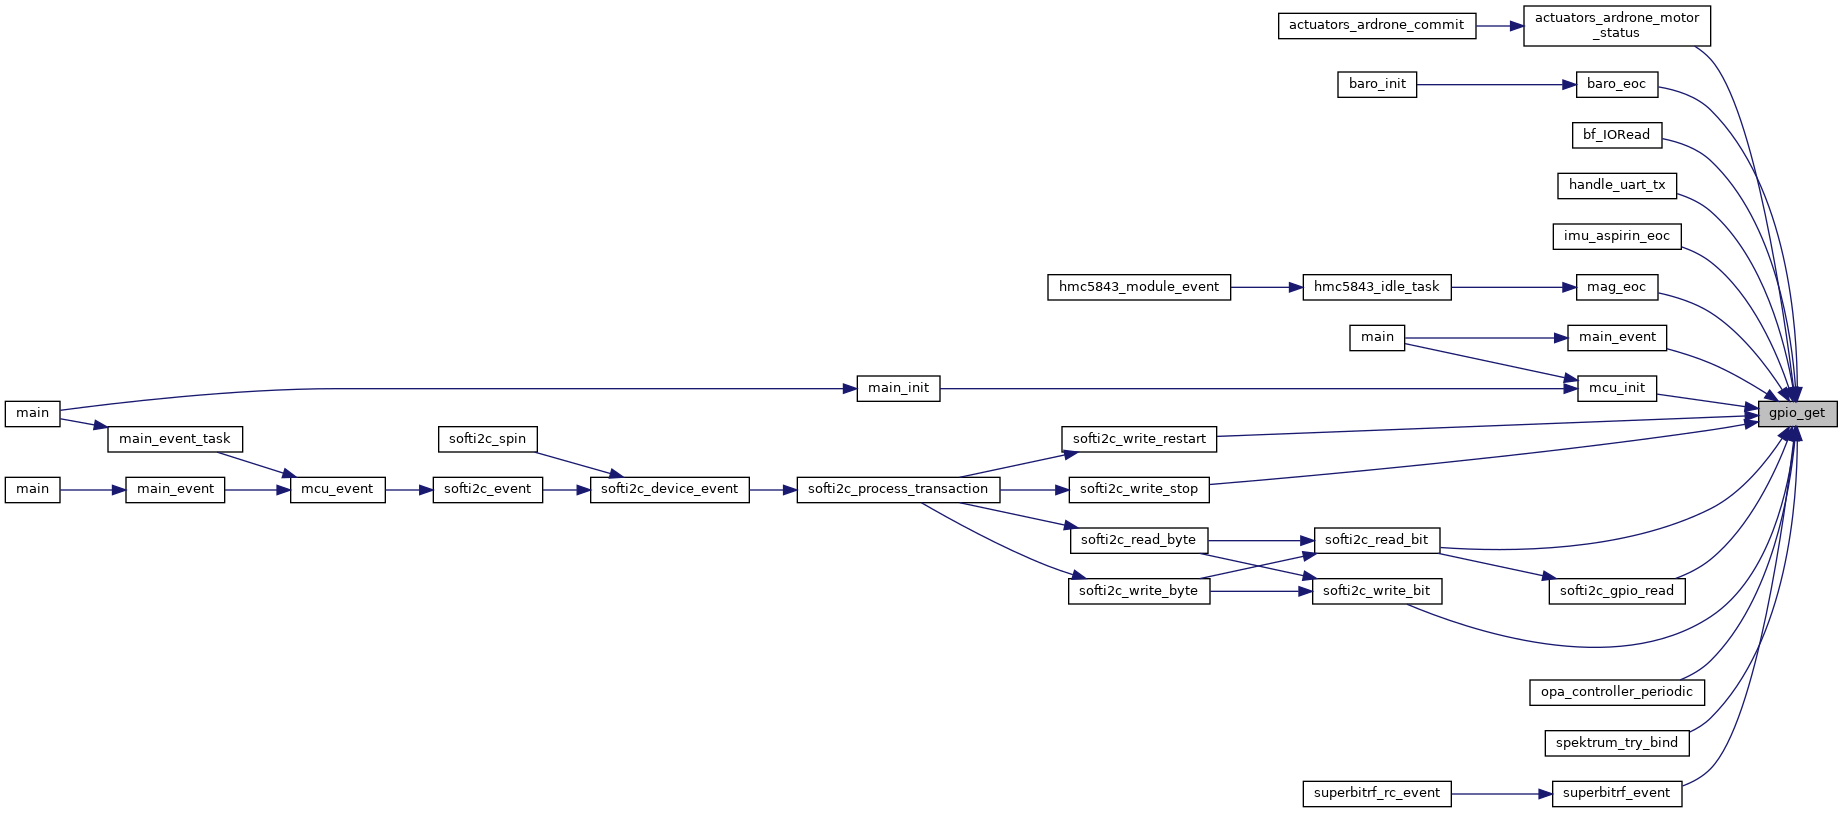 actuators_ardrone_commit
actuators_ardrone_motor
_status
baro_init
baro_eoc
bf_IORead
handle_uart_tx
imu_aspirin_eoc
hmc5843_module_event
hmc5843_idle_task
mag_eoc
main
main_event
main_init
mcu_init
main
gpio_get
main_event_task
softi2c_spin
softi2c_write_restart
main
main_event
mcu_event
softi2c_event
softi2c_device_event
softi2c_process_transaction
softi2c_write_stop
softi2c_read_byte
softi2c_read_bit
softi2c_write_byte
softi2c_write_bit
softi2c_gpio_read
opa_controller_periodic
spektrum_try_bind
superbitrf_rc_event
superbitrf_event